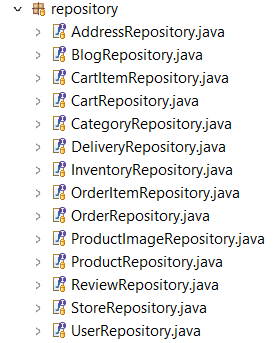 repository
AddressRepository.java
BlogRepository.java
CartItemRepository.java
CartRepository.java
CategoryRepository.java
DeliveryRepository.java
InventoryRepository.java
OrderItemRepository.java
OrderRepository.java
ProductImageRepository.java
ProductRepository.java
ReviewRepository.java
StoreRepository.java
UserRepository.java